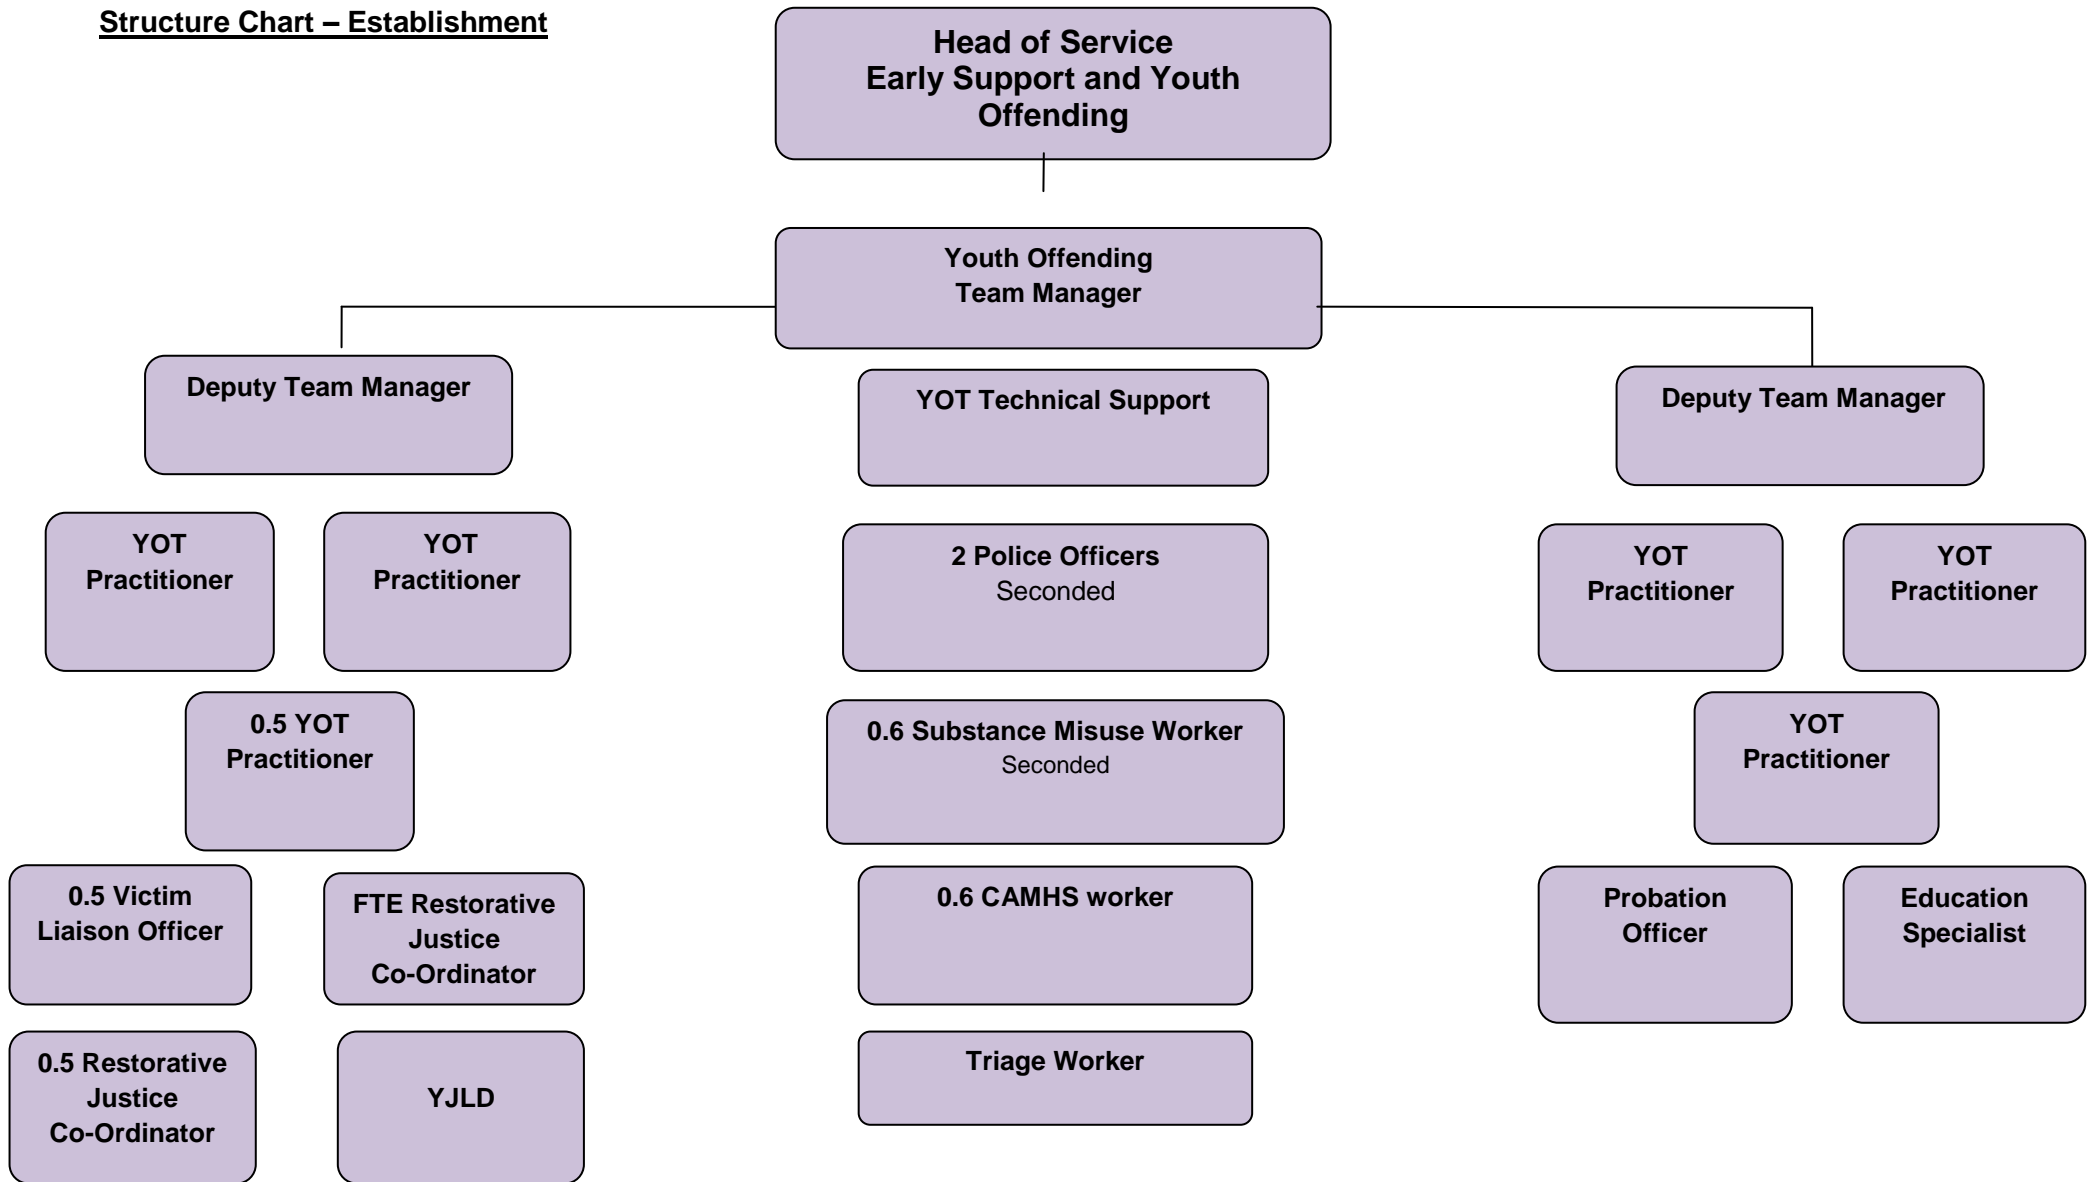 Structure Chart – Establishment
Head of Service
Early Support and Youth
Offending
Youth Offending
Team Manager
Deputy Team Manager
YOT Technical Support
Deputy Team Manager
YOT
Practitioner
YOT
Practitioner
2 Police Officers
Seconded
YOT
Practitioner
YOT
Practitioner
0.5 YOT
Practitioner
0.6 Substance Misuse Worker
Seconded
YOT
Practitioner
0.5 Victim
Liaison Officer
FTE Restorative
Justice
Co-Ordinator
0.6 CAMHS worker
Probation
Officer
Education
Specialist
0.5 Restorative
Justice
Co-Ordinator
YJLD
Triage Worker